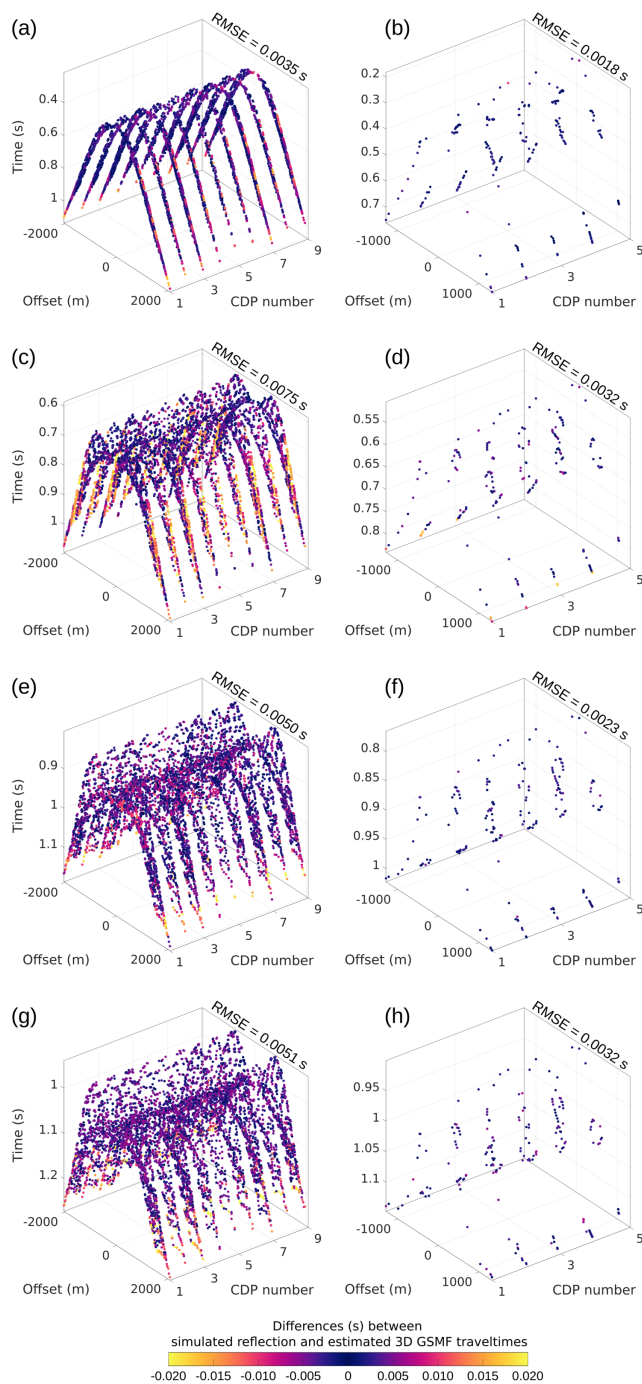 (a)
RMSE = 0.0035 s
0.4
0.6
0.8
1
Time (s)
-2000
0
2000
Offset (m)
1
3
5
7
9
CDP number
(b)
RMSE = 0.0018 s
0.2
0.3
0.4
0.5
0.6
0.7
Time (s)
-1000
0
1000
Offset (m)
1
3
5
CDP number
(c)
RMSE = 0.0075 s
0.6
0.7
0.8
0.9
1
Time (s)
-2000
0
2000
Offset (m)
1
3
5
7
9
CDP number
(d)
RMSE = 0.0032 s
0.55
0.6
0.65
0.7
0.75
0.8
Time (s)
-1000
0
1000
Offset (m)
1
3
5
CDP number
(e)
RMSE = 0.0050 s
0.9
1
1.1
Time (s)
-2000
0
2000
Offset (m)
1
3
5
7
9
CDP number
(f)
RMSE = 0.0023 s
0.8
0.85
0.9
0.95
1
Time (s)
-1000
0
1000
Offset (m)
1
3
5
CDP number
(g)
RMSE = 0.0051 s
1
1.1
1.2
Time (s)
-2000
0
2000
Offset (m)
1
3
5
7
9
CDP number
(h)
RMSE = 0.0032 s
0.95
1
1.05
1.1
Time (s)
-1000
0
1000
Offset (m)
1
3
5
CDP number
Differences (s) between
simulated reflection and estimated 3D GSMF traveltimes
-0.020 -0.015 -0.010 -0.005 0 0.005 0.010 0.015 0.020